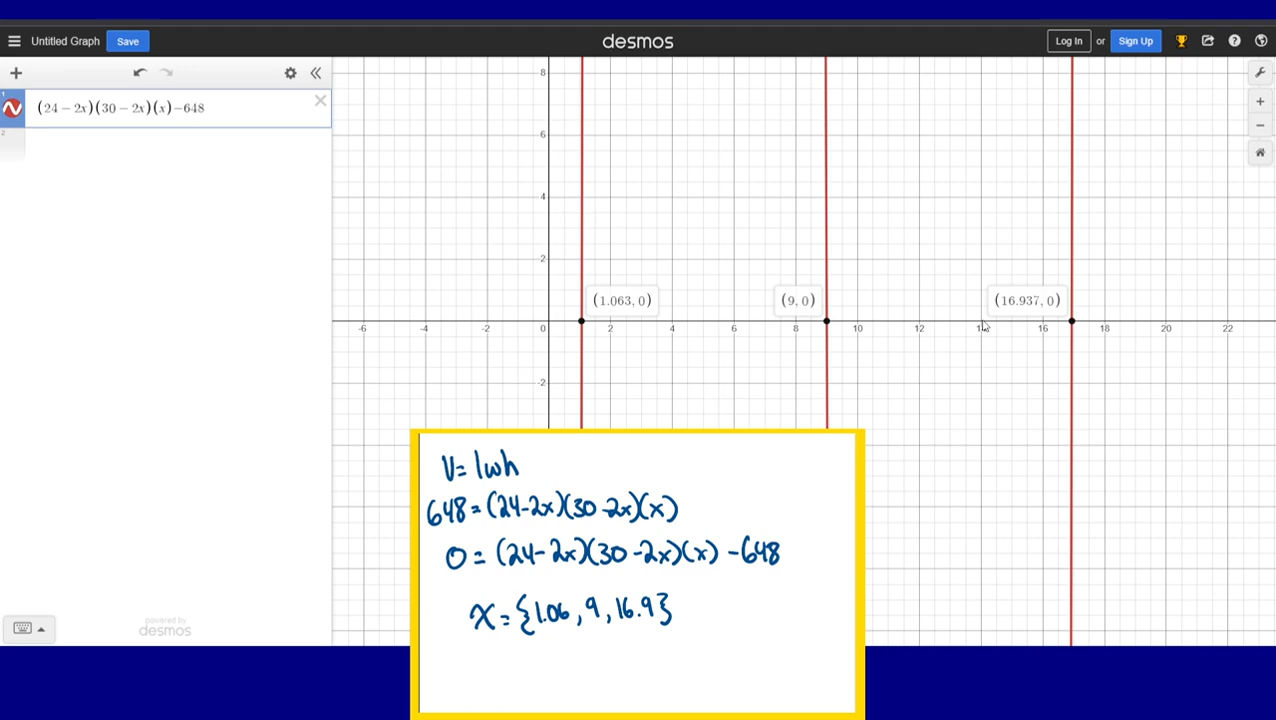 Untitled Graph Save desmos Log In or Sign Up
1 (24 − 2x)(30 − 2x)(x) − 648
2
8
6
4
2
(1.063, 0) (9, 0) (16.937, 0)
-6 -4 -2 0 2 4 6 8 10 12 14 16 18 20 22
-2
V = lwh
648 = (24-2x)(30-2x)(x)
0 = (24-2x)(30-2x)(x) - 648
x = {1.06, 9, 16.9}
powered by
desmos